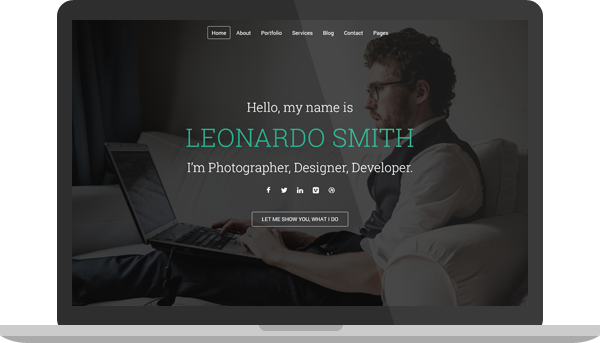 Home About Portfolio Services Blog Contact Pages
Hello, my name is
LEONARDO SMITH
I'm Photographer, Designer, Developer.
LET ME SHOW YOU, WHAT I DO